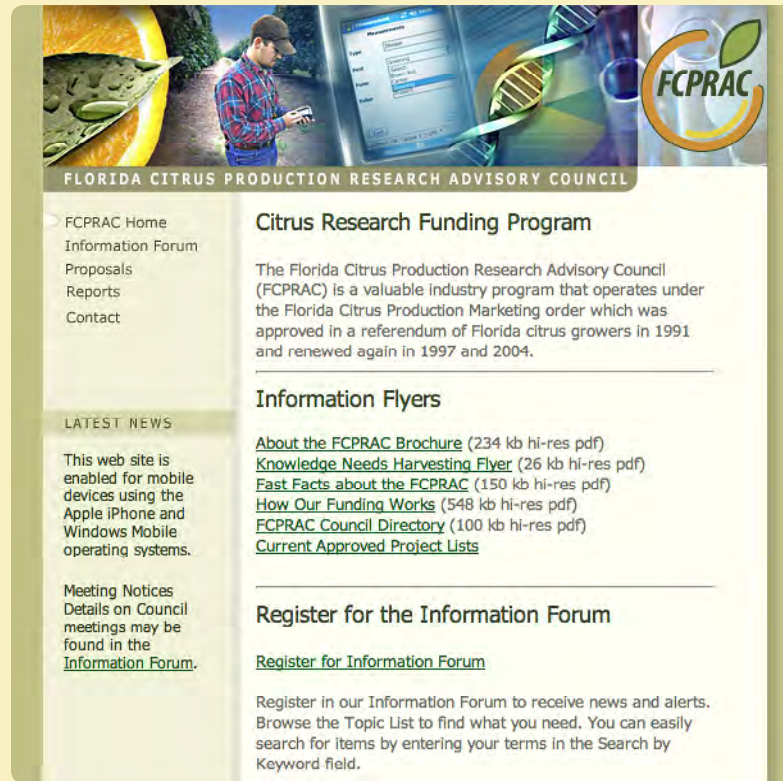 Measurements
Type
Disease
Pest
Greening
Form
Value
FCPRAC
FLORIDA CITRUS PRODUCTION RESEARCH ADVISORY COUNCIL
FCPRAC Home
Information Forum
Proposals
Reports
Contact
LATEST NEWS
This web site is
enabled for mobile
devices using the
Apple iPhone and
Windows Mobile
operating systems.
Meeting Notices
Details on Council
meetings may be
found in the
Information Forum.
Citrus Research Funding Program
The Florida Citrus Production Research Advisory Council
(FCPRAC) is a valuable industry program that operates under
the Florida Citrus Production Marketing order which was
approved in a referendum of Florida citrus growers in 1991
and renewed again in 1997 and 2004.
Information Flyers
About the FCPRAC Brochure (234 kb hi-res pdf)
Knowledge Needs Harvesting Flyer (26 kb hi-res pdf)
Fast Facts about the FCPRAC (150 kb hi-res pdf)
How Our Funding Works (548 kb hi-res pdf)
FCPRAC Council Directory (100 kb hi-res pdf)
Current Approved Project Lists
Register for the Information Forum
Register for Information Forum
Register in our Information Forum to receive news and alerts.
Browse the Topic List to find what you need. You can easily
search for items by entering your terms in the Search by
Keyword field.